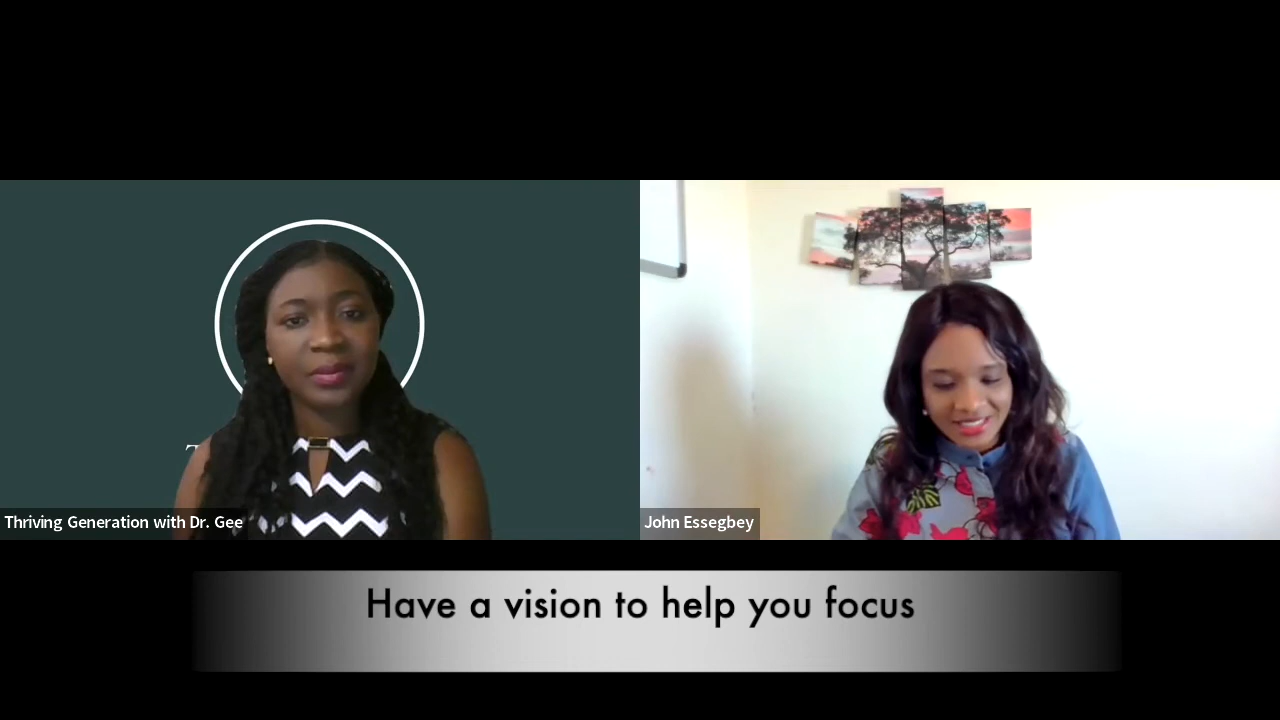 Thriving Generation with Dr. Gee
John Essegbey
Have a vision to help you focus